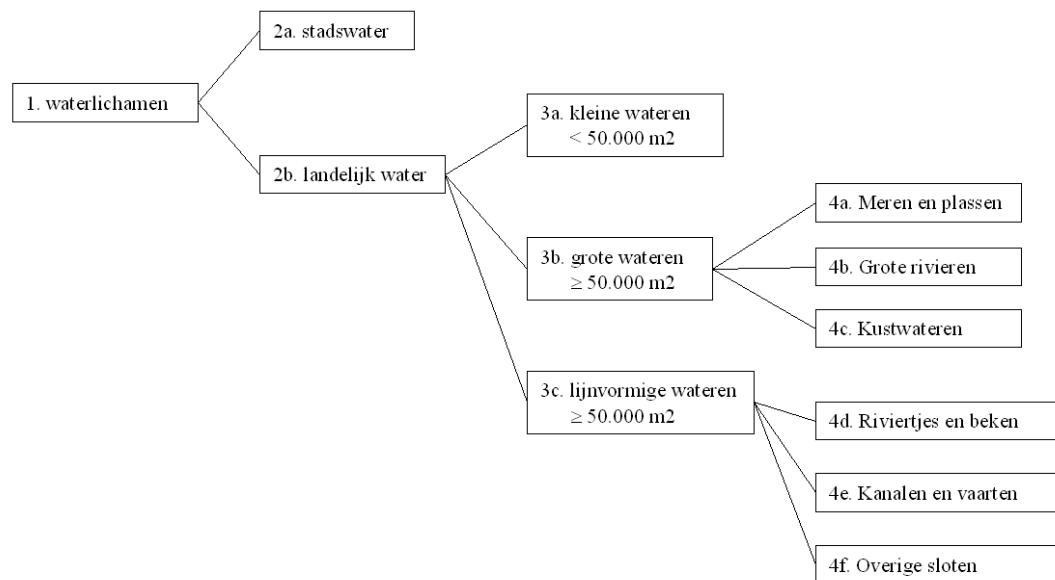 2a. stadswater
1. waterlichamen
3a. kleine wateren
< 50.000 m2
2b. landelijk water
4a. Meren en plassen
3b. grote wateren
≥ 50.000 m2
4b. Grote rivieren
4c. Kustwateren
3c. lijnvormige wateren
≥ 50.000 m2
4d. Riviertjes en beken
4e. Kanalen en vaarten
4f. Overige sloten